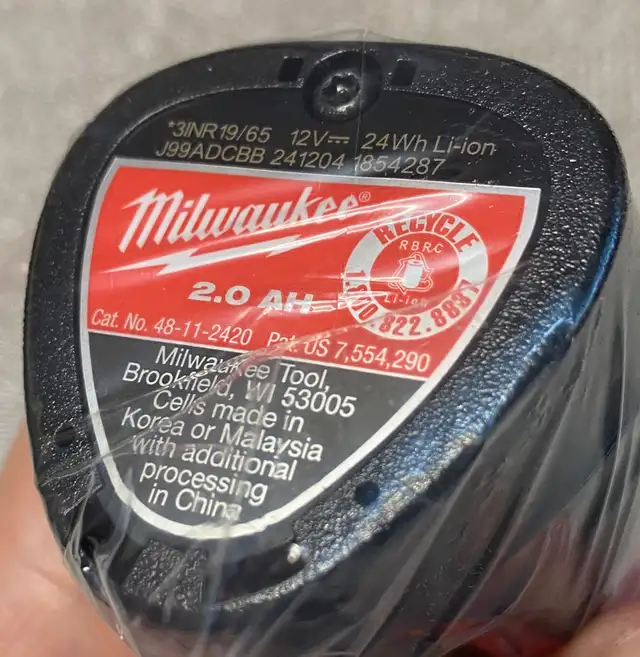 *3INR19/65 12V⎓ 24Wh Li-ion
J99ADCBB 241204 1854287
Milwaukee®
RECYCLE
RBRC
Li-ion
1.800.822.8837
2.0 AH
Cat. No. 48-11-2420 Pat. US 7,554,290
Milwaukee Tool,
Brookfield, WI 53005
Cells made in
Korea or Malaysia
with additional
processing
in China